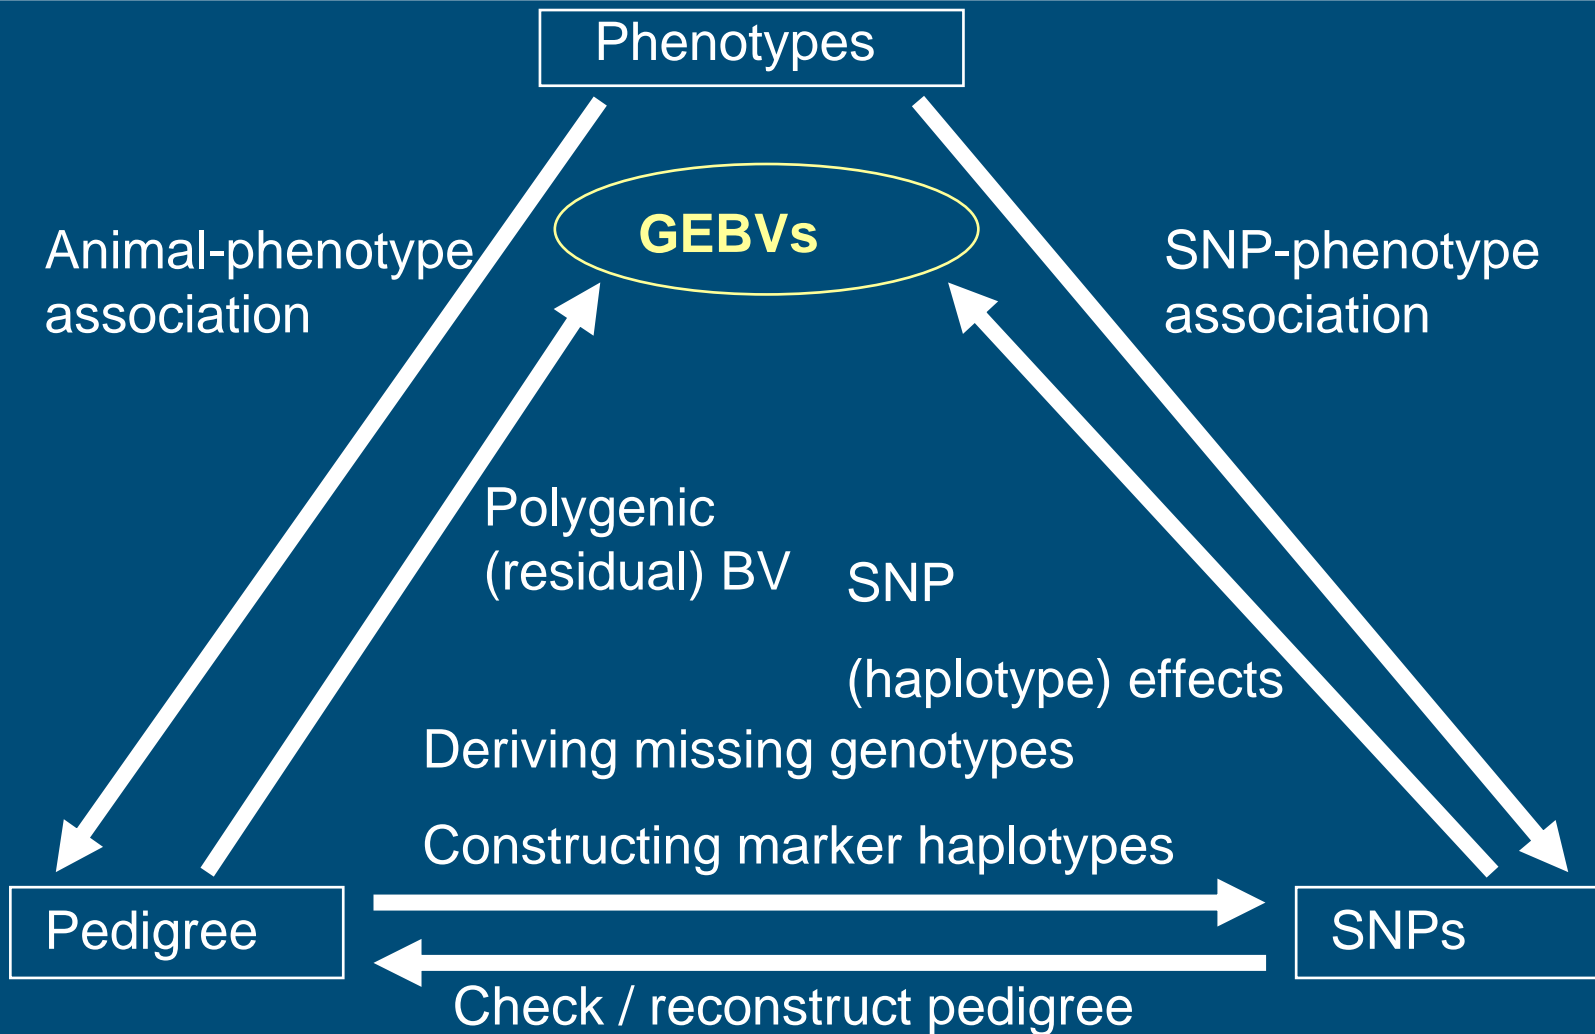 Phenotypes
GEBVs
Animal-phenotype
association
SNP-phenotype
association
Polygenic
(residual) BV
SNP
(haplotype) effects
Deriving missing genotypes
Constructing marker haplotypes
Pedigree
SNPs
Check / reconstruct pedigree